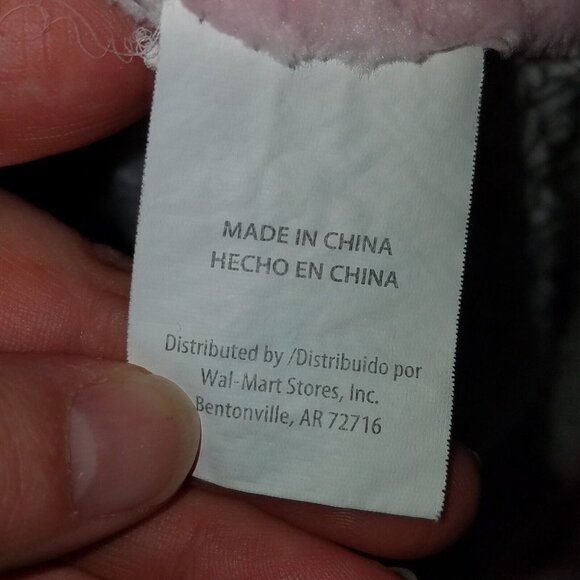 MADE IN CHINA
HECHO EN CHINA
Distributed by /Distribuido por
Wal-Mart Stores, Inc.
Bentonville, AR 72716